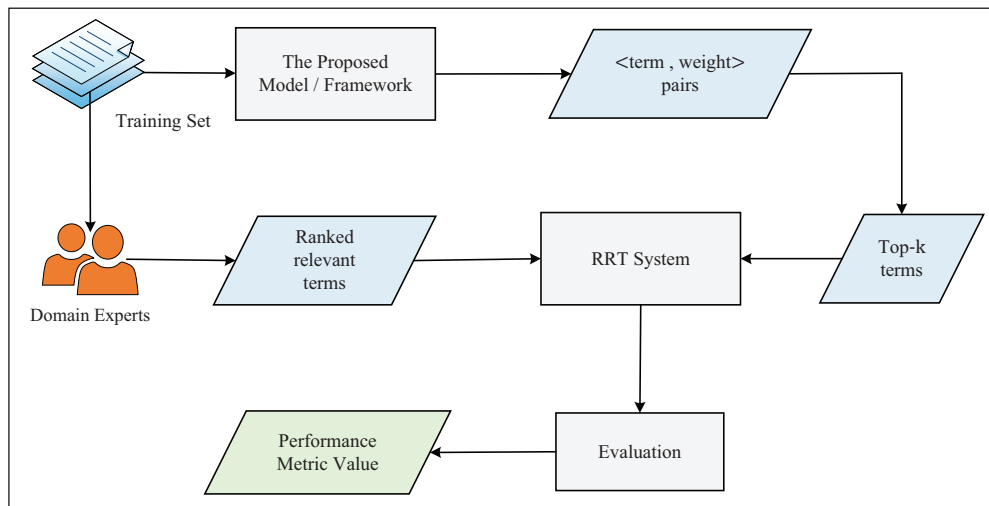 The Proposed
Model / Framework
<term , weight>
pairs
Training Set
Ranked
relevant
terms
RRT System
Top-k
terms
Domain Experts
Performance
Metric Value
Evaluation